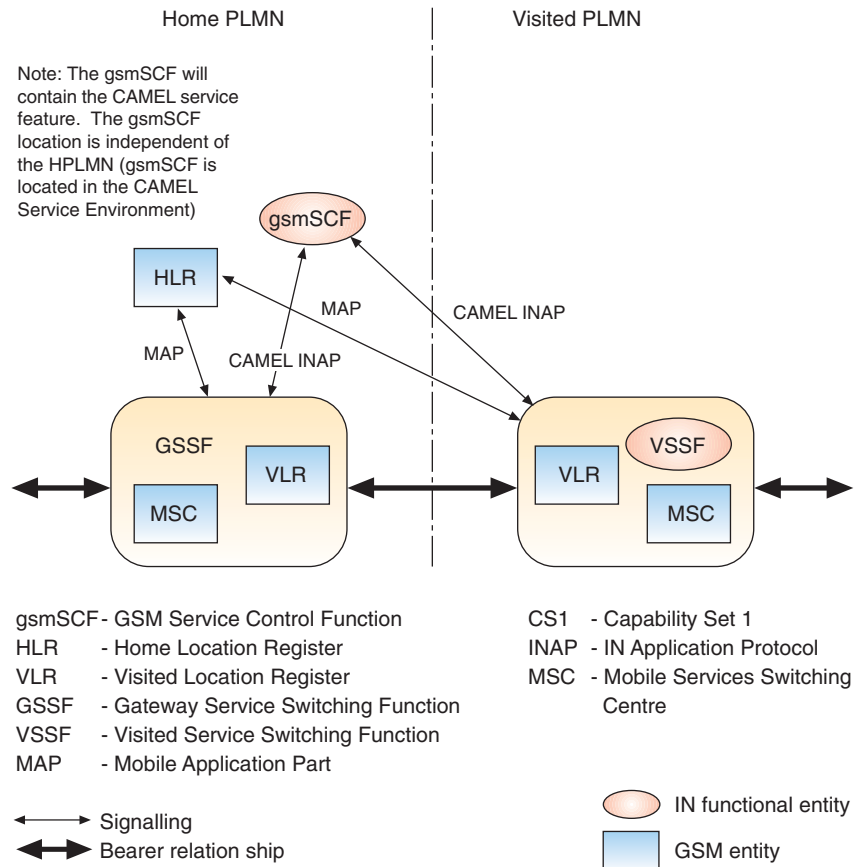 Home PLMN
Visited PLMN
Note: The gsmSCF will
contain the CAMEL service
feature. The gsmSCF
location is independent of
the HPLMN (gsmSCF is
located in the CAMEL
Service Environment)
gsmSCF
HLR
MAP
CAMEL INAP
MAP
CAMEL INAP
GSSF
VLR
MSC
VSSF
VLR
MSC
gsmSCF - GSM Service Control Function
HLR - Home Location Register
VLR - Visited Location Register
GSSF - Gateway Service Switching Function
VSSF - Visited Service Switching Function
MAP - Mobile Application Part
CS1 - Capability Set 1
INAP - IN Application Protocol
MSC - Mobile Services Switching
Centre
Signalling
Bearer relation ship
IN functional entity
GSM entity